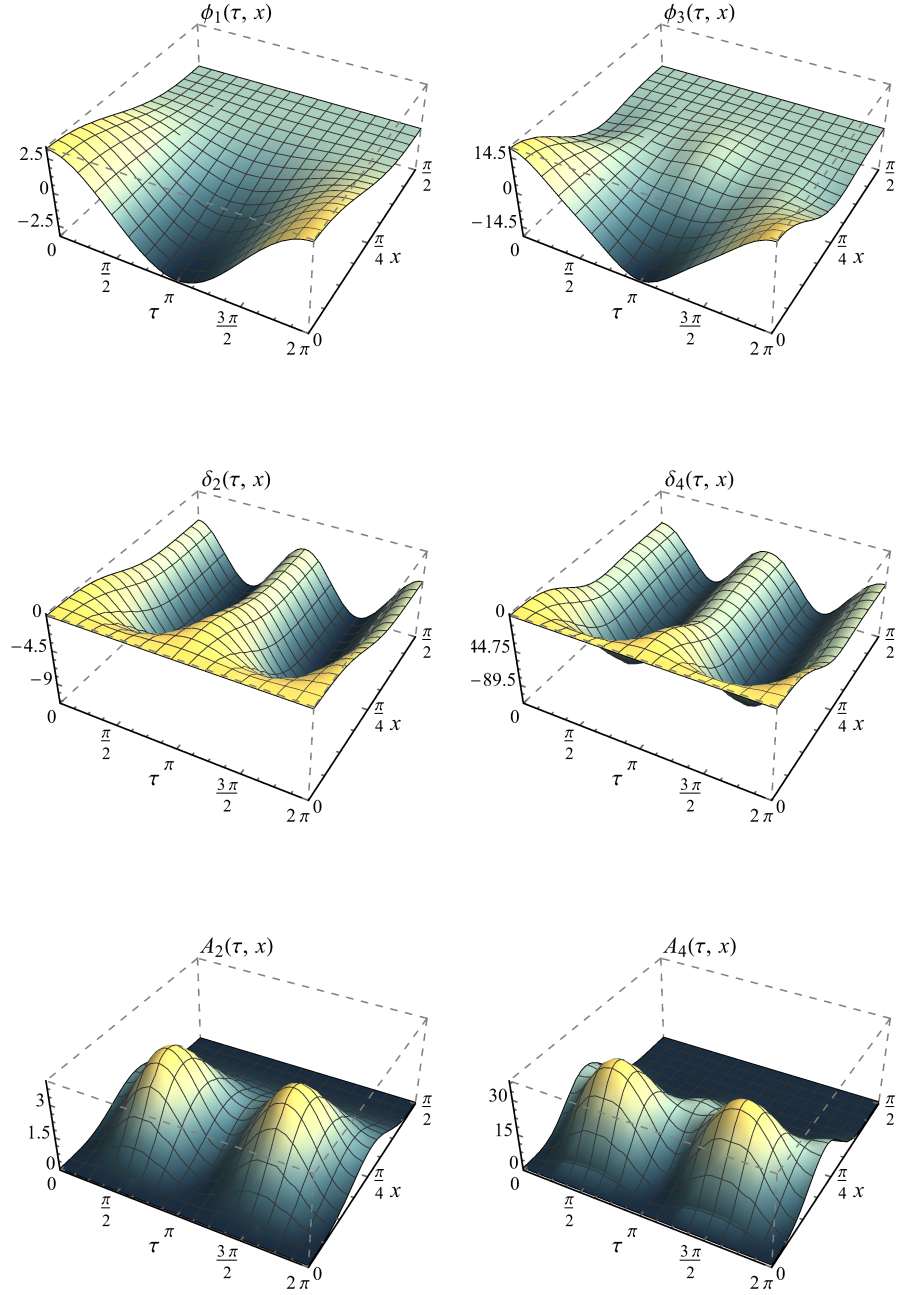 ϕ₁(τ, x)
2.5
0
−2.5
0
π/2
π
3π/2
2π
τ
0
π/4
π/2
x
ϕ₃(τ, x)
14.5
0
−14.5
0
π/2
π
3π/2
2π
τ
0
π/4
π/2
x
δ₂(τ, x)
0
−4.5
−9
0
π/2
π
3π/2
2π
τ
0
π/4
π/2
x
δ₄(τ, x)
0
44.75
−89.5
0
π/2
π
3π/2
2π
τ
0
π/4
π/2
x
A₂(τ, x)
3
1.5
0
0
π/2
π
3π/2
2π
τ
0
π/4
π/2
x
A₄(τ, x)
30
15
0
0
π/2
π
3π/2
2π
τ
0
π/4
π/2
x